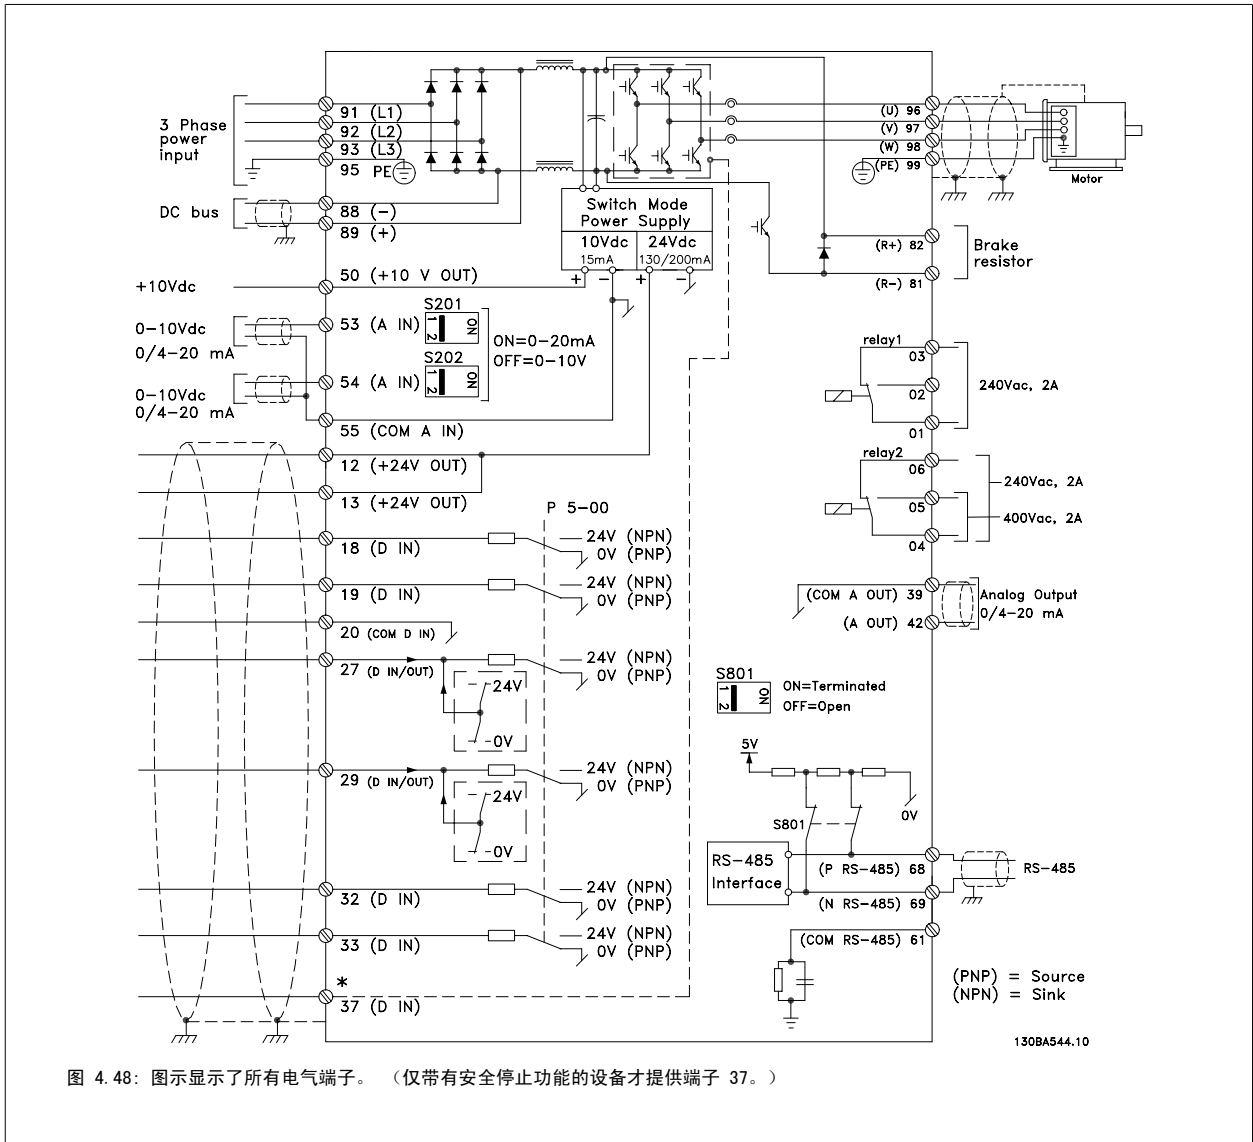 3 Phase
power
input
91 (L1)
92 (L2)
93 (L3)
95 PE
DC bus
88 (−)
89 (+)
Switch Mode
Power Supply
10Vdc
15mA
24Vdc
130/200mA
+ − + −
(U) 96
(V) 97
(W) 98
(PE) 99
Motor
(R+) 82
(R−) 81
Brake
resistor
+10Vdc
50 (+10 V OUT)
0−10Vdc
0/4−20 mA
53 (A IN)
S201
1 2
ON
S202
1 2
ON
ON=0−20mA
OFF=0−10V
0−10Vdc
0/4−20 mA
54 (A IN)
55 (COM A IN)
12 (+24V OUT)
13 (+24V OUT)
P 5-00
18 (D IN)
24V (NPN)
0V (PNP)
19 (D IN)
24V (NPN)
0V (PNP)
20 (COM D IN)
27 (D IN/OUT)
24V (NPN)
0V (PNP)
24V
0V
29 (D IN/OUT)
24V (NPN)
0V (PNP)
24V
0V
32 (D IN)
24V (NPN)
0V (PNP)
33 (D IN)
24V (NPN)
0V (PNP)
*
37 (D IN)
relay1
03
02
01
240Vac, 2A
relay2
06
05
04
240Vac, 2A
400Vac, 2A
(COM A OUT) 39
(A OUT) 42
Analog Output
0/4−20 mA
S801
1 2
ON
ON=Terminated
OFF=Open
5V
0V
S801
RS-485
Interface
(P RS-485) 68
(N RS-485) 69
RS-485
(COM RS-485) 61
(PNP) = Source
(NPN) = Sink
130BA544.10
图 4.48: 图示显示了所有电气端子。 （仅带有安全停止功能的设备才提供端子 37。）